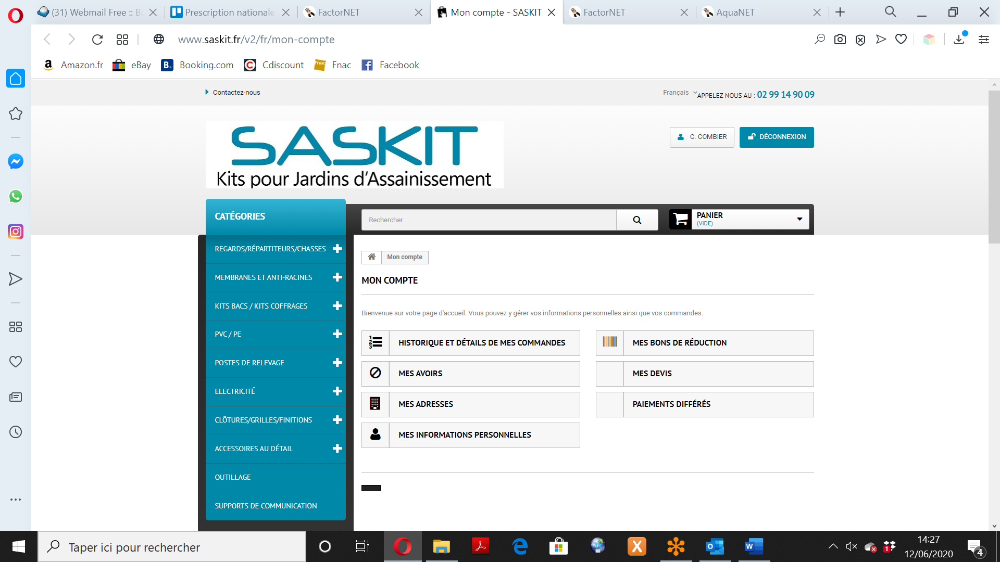 (31) Webmail Free :: B
Prescription nationale
FactorNET
Mon compte - SASKIT
FactorNET
AquaNET
www.saskit.fr/v2/fr/mon-compte
Amazon.fr
eBay
Booking.com
Cdiscount
Fnac
Facebook
Contactez-nous
Français
APPELEZ NOUS AU : 02 99 14 90 09
SASKIT
Kits pour Jardins d'Assainissement
C. COMBIER
DÉCONNEXION
CATÉGORIES
Rechercher
PANIER
(VIDE)
REGARDS/RÉPARTITEURS/CHASSES
MEMBRANES ET ANTI-RACINES
KITS BACS / KITS COFFRAGES
PVC / PE
POSTES DE RELEVAGE
ELECTRICITÉ
CLÔTURES/GRILLES/FINITIONS
ACCESSOIRES AU DÉTAIL
OUTILLAGE
SUPPORTS DE COMMUNICATION
Mon compte
MON COMPTE
Bienvenue sur votre page d'accueil. Vous pouvez y gérer vos informations personnelles ainsi que vos commandes.
HISTORIQUE ET DÉTAILS DE MES COMMANDES
MES BONS DE RÉDUCTION
MES AVOIRS
MES DEVIS
MES ADRESSES
PAIEMENTS DIFFÉRÉS
MES INFORMATIONS PERSONNELLES
Taper ici pour rechercher
14:27
12/06/2020
4